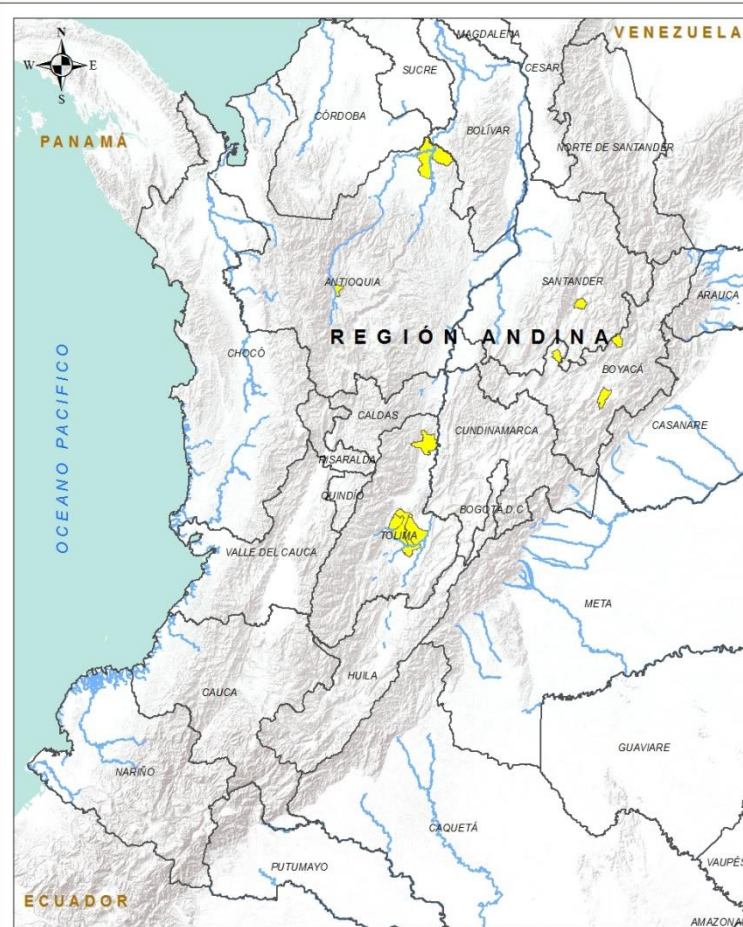 MAGDALENA
VENEZUELA
N
W
E
S
SUCRE
CESAR
CÓRDOBA
BOLÍVAR
PANAMÁ
NORTE DE SANTANDER
ANTIOQUIA
SANTANDER
ARAUCA
REGIÓN ANDINA
CHOCÓ
BOYACÁ
CALDAS
CUNDINAMARCA
CASANARE
RISARALDA
QUINDÍO
BOGOTÁ D.C
OCEANO PACIFICO
TOLIMA
VALLE DEL CAUCA
META
HUILA
CAUCA
GUAVIARE
NARIÑO
CAQUETÁ
PUTUMAYO
VAUPÉS
ECUADOR
AMAZONA